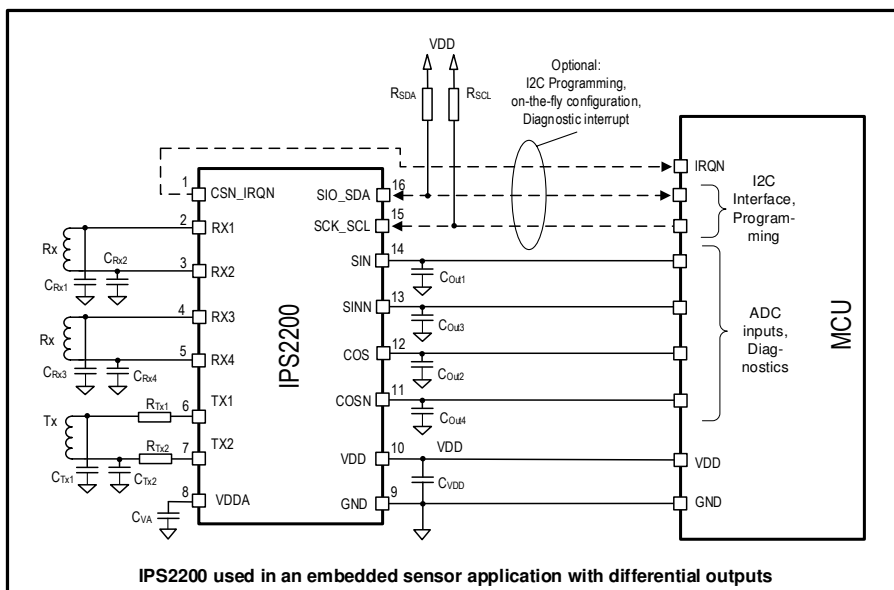 VDD
Optional:
I2C Programming,
on-the-fly configuration,
Diagnostic interrupt
RSDA
RSCL
1
CSN_IRQN
2
RX1
3
RX2
4
RX3
5
RX4
6
TX1
7
TX2
8
VDDA
IPS2200
16
SIO_SDA
15
SCK_SCL
14
SIN
13
SINN
12
COS
11
COSN
10
VDD
9
GND
Rx
CRx1
CRx2
Rx
CRx3
CRx4
Tx
RTx1
RTx2
CTx1
CTx2
CVA
COut1
COut3
COut2
COut4
VDD
CVDD
IRQN
I2C
Interface,
Program-
ming
ADC
inputs,
Diag-
nostics
VDD
GND
MCU
IPS2200 used in an embedded sensor application with differential outputs